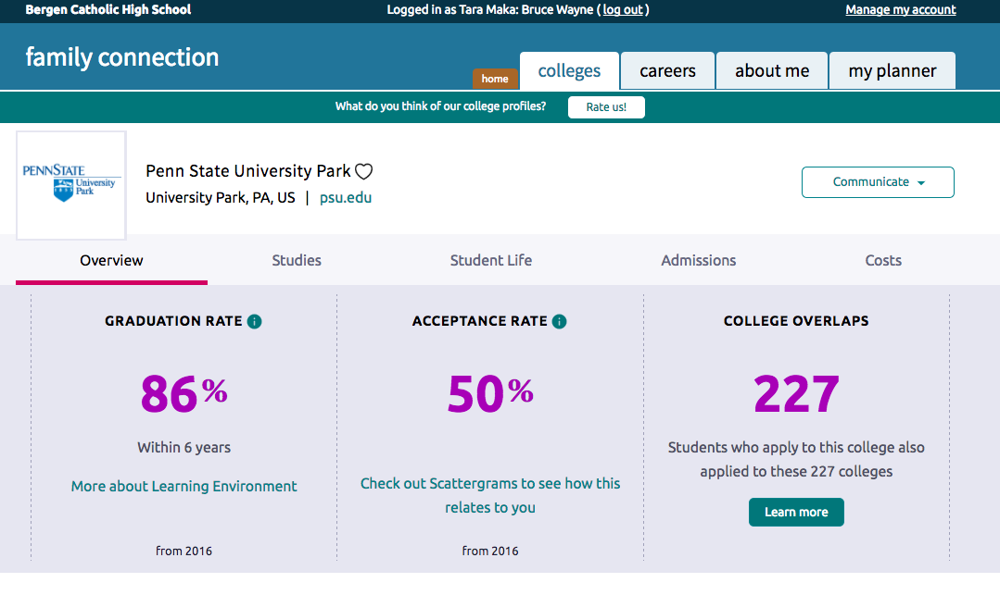 Bergen Catholic High School
Logged in as Tara Maka: Bruce Wayne ( log out )
Manage my account
family connection
home
colleges
careers
about me
my planner
What do you think of our college profiles?
Rate us!
PENNSTATE
University
Park
Penn State University Park
University Park, PA, US | psu.edu
Communicate
Overview
Studies
Student Life
Admissions
Costs
GRADUATION RATE i
86%
Within 6 years
More about Learning Environment
from 2016
ACCEPTANCE RATE i
50%
Check out Scattergrams to see how this
relates to you
from 2016
COLLEGE OVERLAPS
227
Students who apply to this college also
applied to these 227 colleges
Learn more